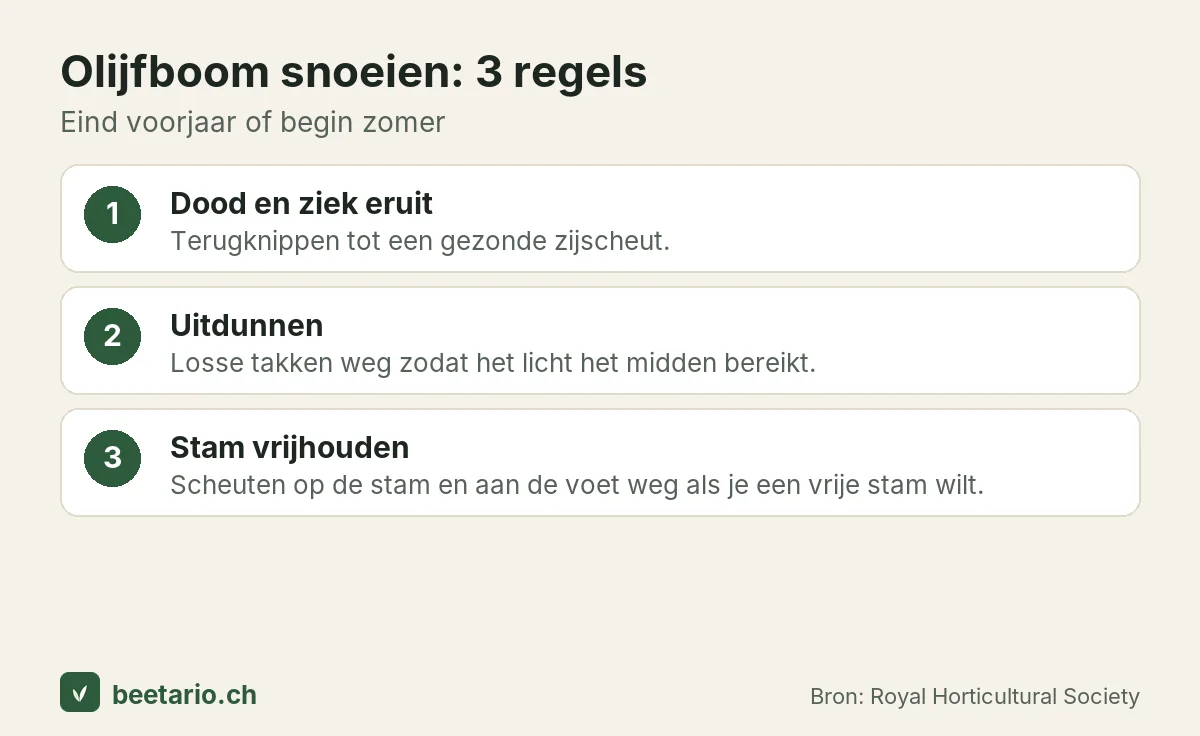 Olijfboom snoeien: 3 regels
Eind voorjaar of begin zomer
1
Dood en ziek eruit
Terugknippen tot een gezonde zijscheut.
2
Uitdunnen
Losse takken weg zodat het licht het midden bereikt.
3
Stam vrijhouden
Scheuten op de stam en aan de voet weg als je een vrije stam wilt.
beetario.ch
Bron: Royal Horticultural Society